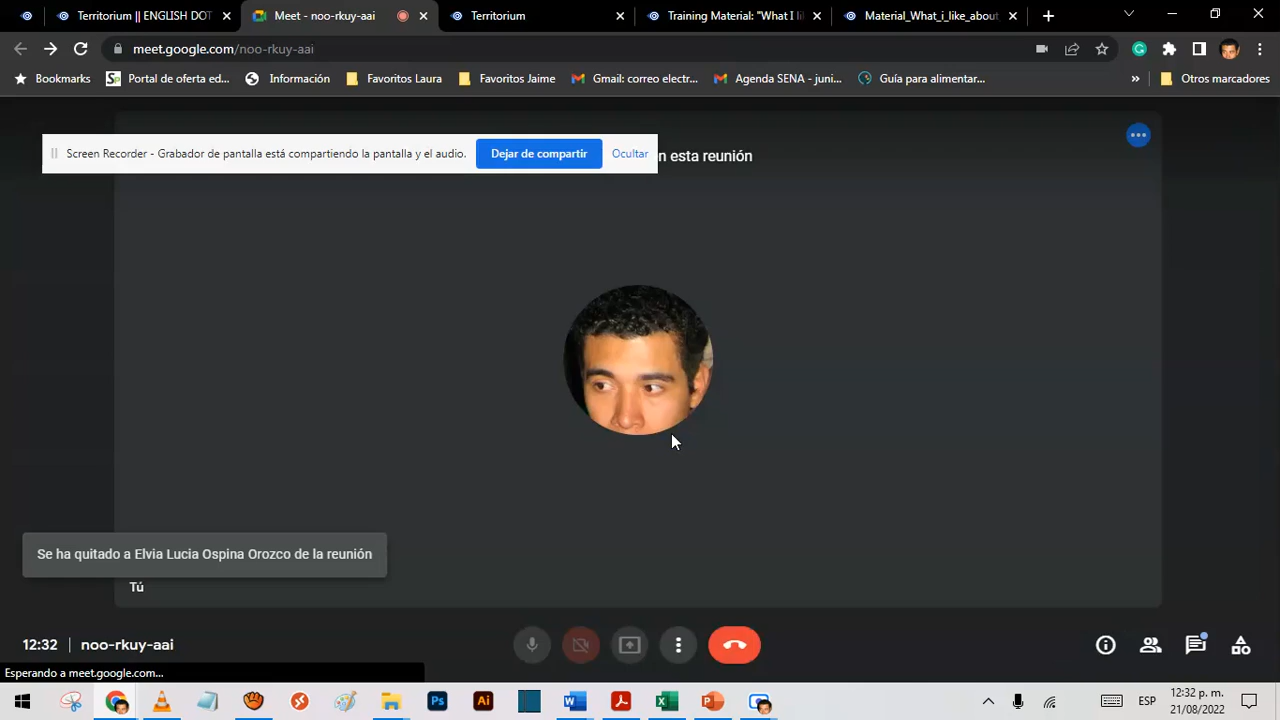 Territorium || ENGLISH DOT
Meet - noo-rkuy-aai
Territorium
Training Material: "What I li
Material_What_i_like_abou
meet.google.com/noo-rkuy-aai
Bookmarks
Portal de oferta ed...
Información
Favoritos Laura
Favoritos Jaime
Gmail: correo electr...
Agenda SENA - juni...
Guía para alimentar...
»
Otros marcadores
Screen Recorder - Grabador de pantalla está compartiendo la pantalla y el audio.
Dejar de compartir
Ocultar
n esta reunión
Se ha quitado a Elvia Lucia Ospina Orozco de la reunión
Tú
12:32 | noo-rkuy-aai
Esperando a meet.google.com...
Ps
Ai
ESP
12:32 p. m.
21/08/2022